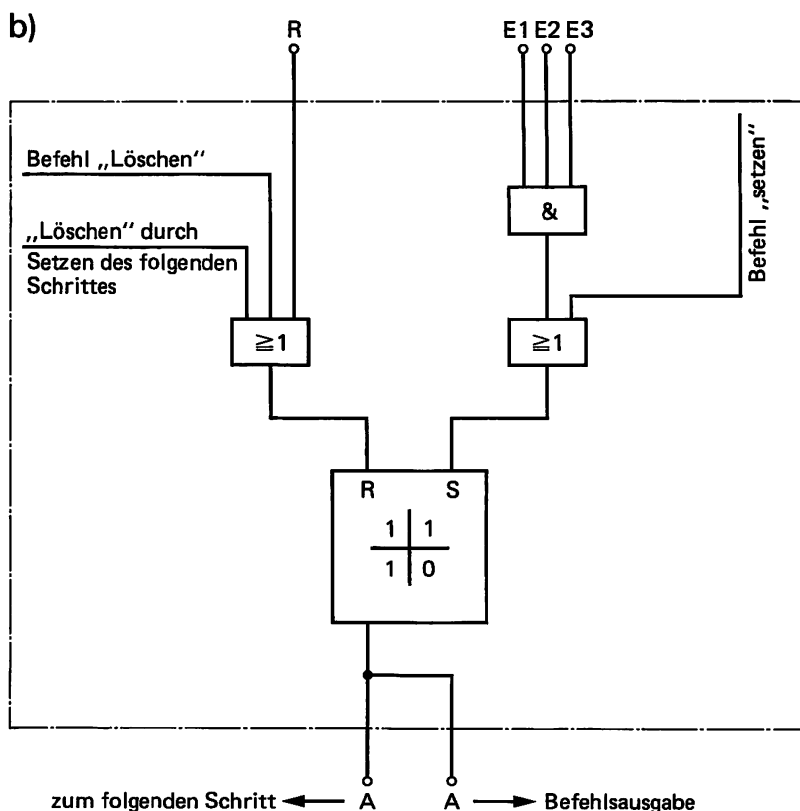 b)
R
E1 E2 E3
Befehl „Löschen“
„Löschen“ durch
Setzen des folgenden
Schrittes
Befehl „setzen“
&
≧1
≧1
R S
1 1
1 0
zum folgenden Schritt A A Befehlsausgabe